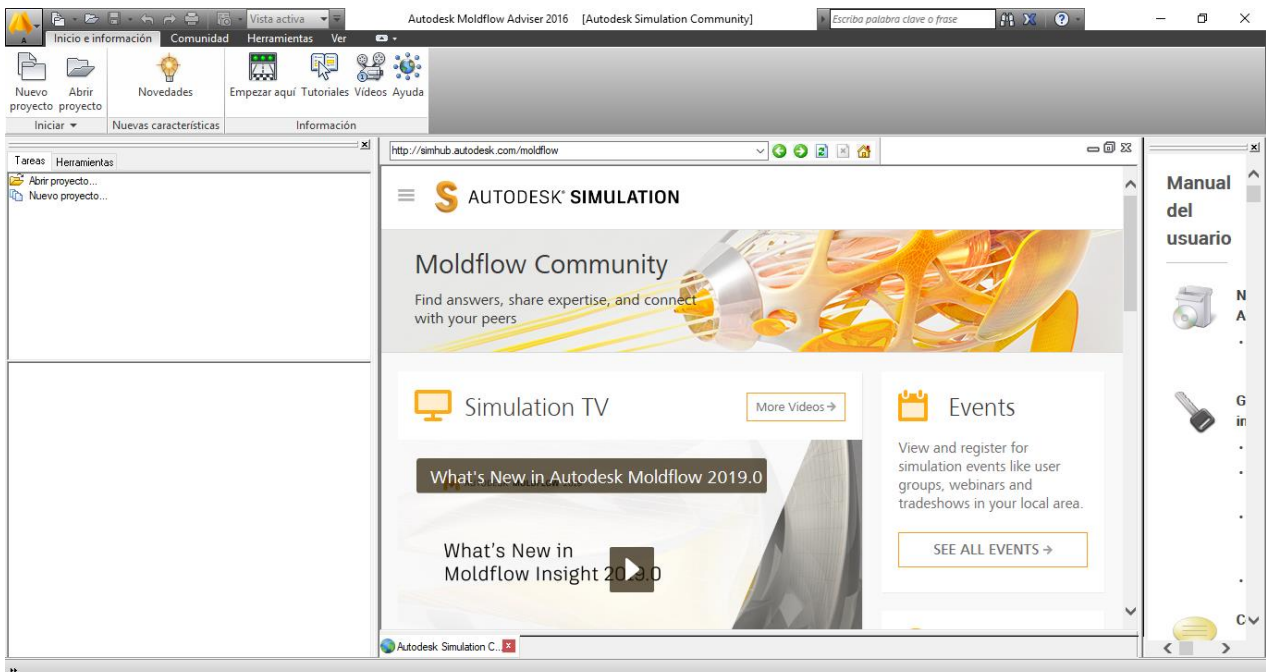 Vista activa
Autodesk Moldflow Adviser 2016 [Autodesk Simulation Community]
Escriba palabra clave o frase
Inicio e información Comunidad Herramientas Ver
Nuevo proyecto
Abrir proyecto
Novedades
Empezar aquí
Tutoriales
Vídeos
Ayuda
Iniciar
Nuevas características
Información
Tareas Herramientas
Abrir proyecto...
Nuevo proyecto...
http://simhub.autodesk.com/moldflow
AUTODESK® SIMULATION
Moldflow Community
Find answers, share expertise, and connect
with your peers
Simulation TV
More Videos →
What's New in Autodesk Moldflow 2019.0
What's New in
Moldflow Insight 2019.0
Events
View and register for
simulation events like user
groups, webinars and
tradeshows in your local area.
SEE ALL EVENTS →
Autodesk Simulation C...
Manual
del
usuario
N
A
G
in
C